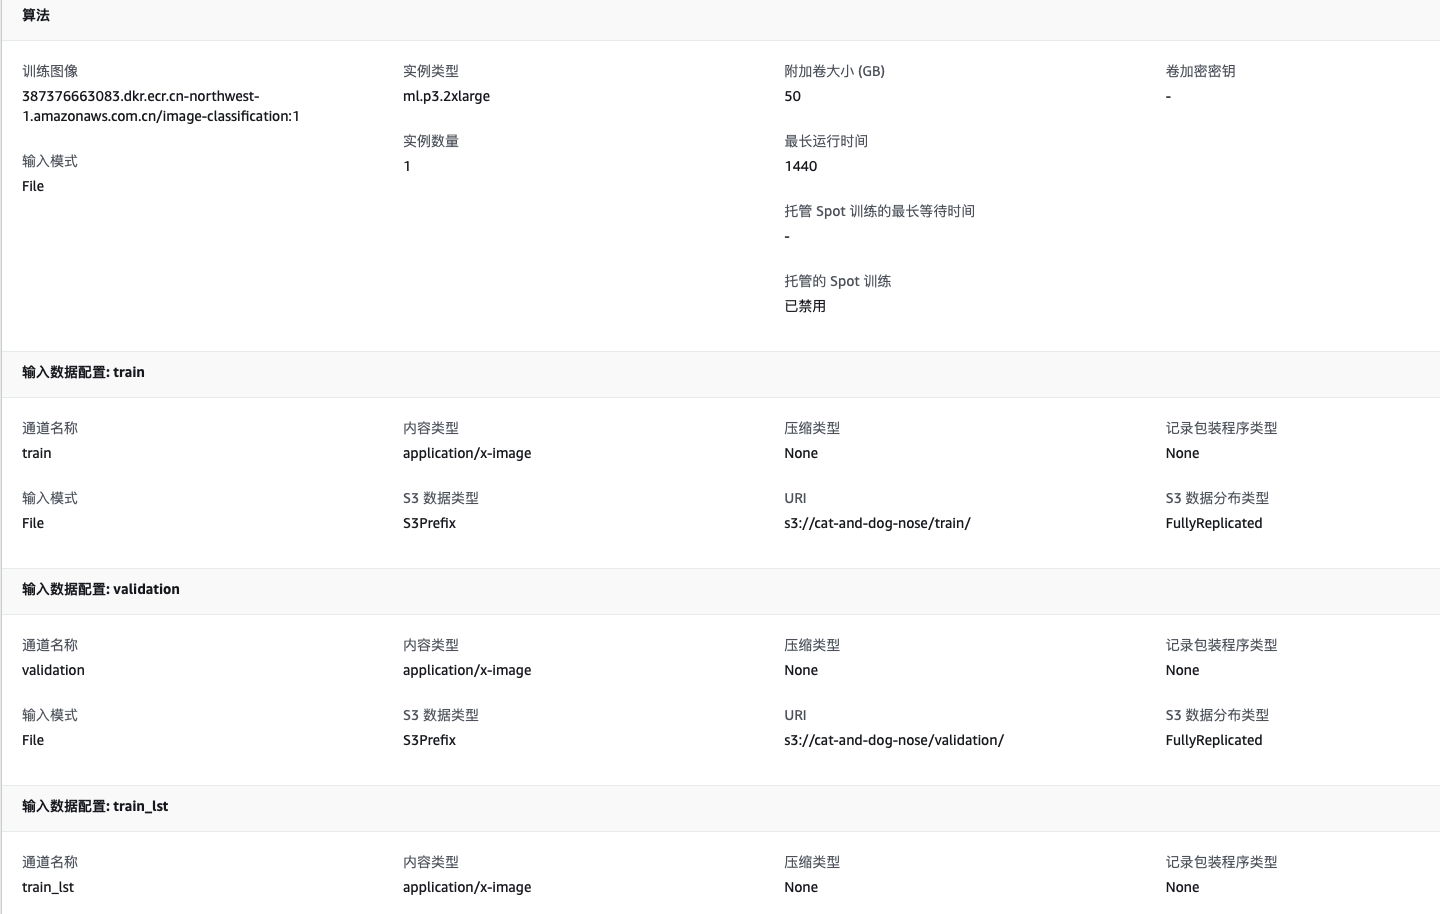 算法
训练图像
387376663083.dkr.ecr.cn-northwest-
1.amazonaws.com.cn/image-classification:1
输入模式
File
实例类型
ml.p3.2xlarge
实例数量
1
附加卷大小 (GB)
50
最长运行时间
1440
托管 Spot 训练的最长等待时间
-
托管的 Spot 训练
已禁用
卷加密密钥
-
输入数据配置: train
通道名称
train
内容类型
application/x-image
压缩类型
None
记录包装程序类型
None
输入模式
File
S3 数据类型
S3Prefix
URI
s3://cat-and-dog-nose/train/
S3 数据分布类型
FullyReplicated
输入数据配置: validation
通道名称
validation
内容类型
application/x-image
压缩类型
None
记录包装程序类型
None
输入模式
File
S3 数据类型
S3Prefix
URI
s3://cat-and-dog-nose/validation/
S3 数据分布类型
FullyReplicated
输入数据配置: train_lst
通道名称
train_lst
内容类型
application/x-image
压缩类型
None
记录包装程序类型
None